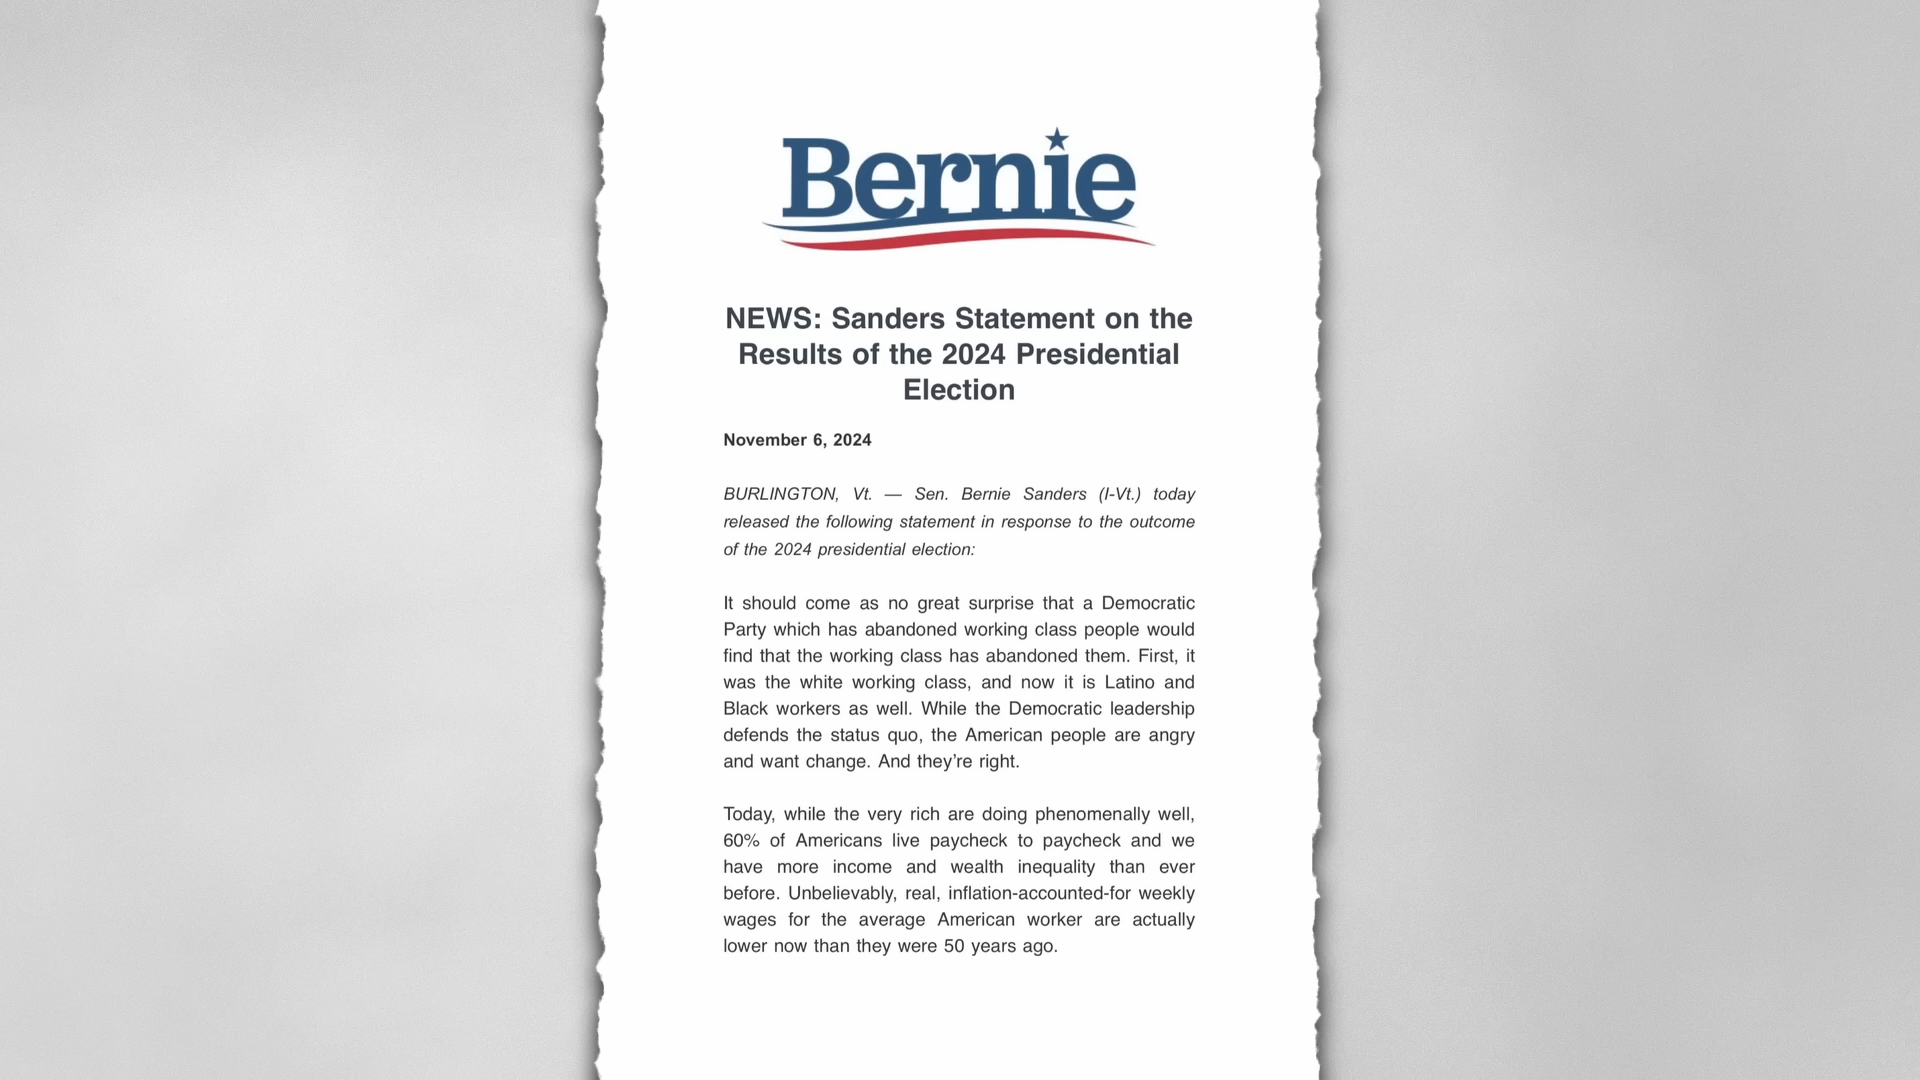 Bernie
NEWS: Sanders Statement on the
Results of the 2024 Presidential
Election
November 6, 2024
BURLINGTON, Vt. — Sen. Bernie Sanders (I-Vt.) today
released the following statement in response to the outcome
of the 2024 presidential election:
It should come as no great surprise that a Democratic
Party which has abandoned working class people would
find that the working class has abandoned them. First, it
was the white working class, and now it is Latino and
Black workers as well. While the Democratic leadership
defends the status quo, the American people are angry
and want change. And they’re right.
Today, while the very rich are doing phenomenally well,
60% of Americans live paycheck to paycheck and we
have more income and wealth inequality than ever
before. Unbelievably, real, inflation-accounted-for weekly
wages for the average American worker are actually
lower now than they were 50 years ago.